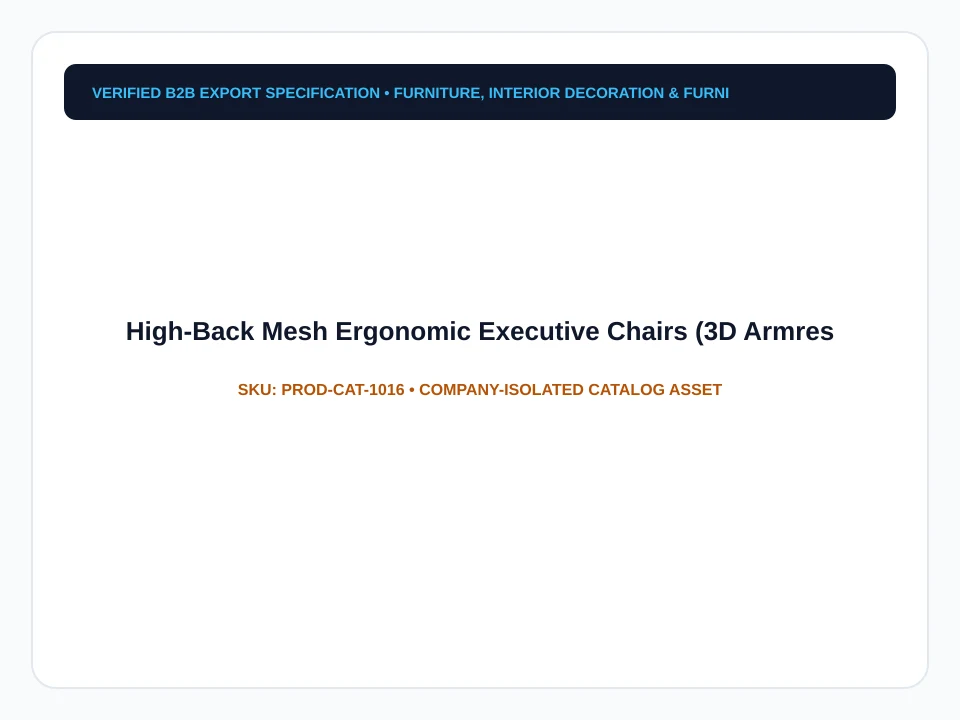 VERIFIED B2B EXPORT SPECIFICATION • FURNITURE, INTERIOR DECORATION & FURNI
High-Back Mesh Ergonomic Executive Chairs (3D Armres
SKU: PROD-CAT-1016 • COMPANY-ISOLATED CATALOG ASSET